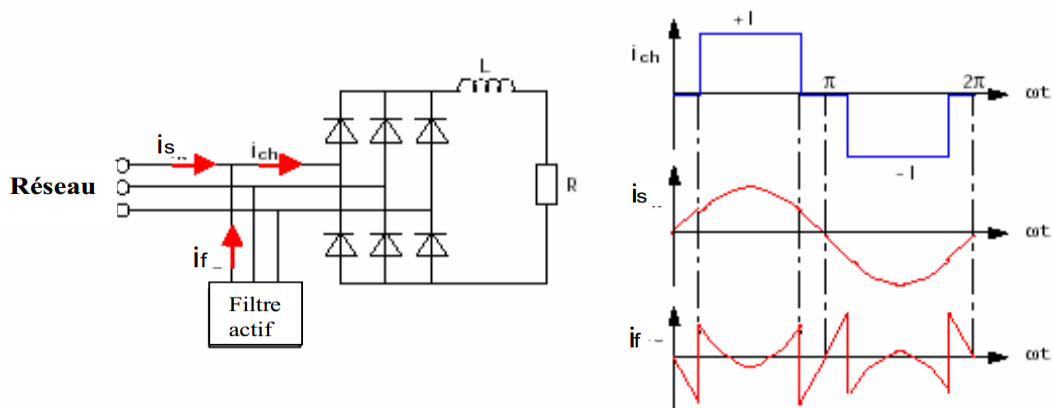 Réseau
is
ich
if
Filtre
actif
L
R
ich
+I
π
2π
ωt
-I
is
ωt
if
ωt